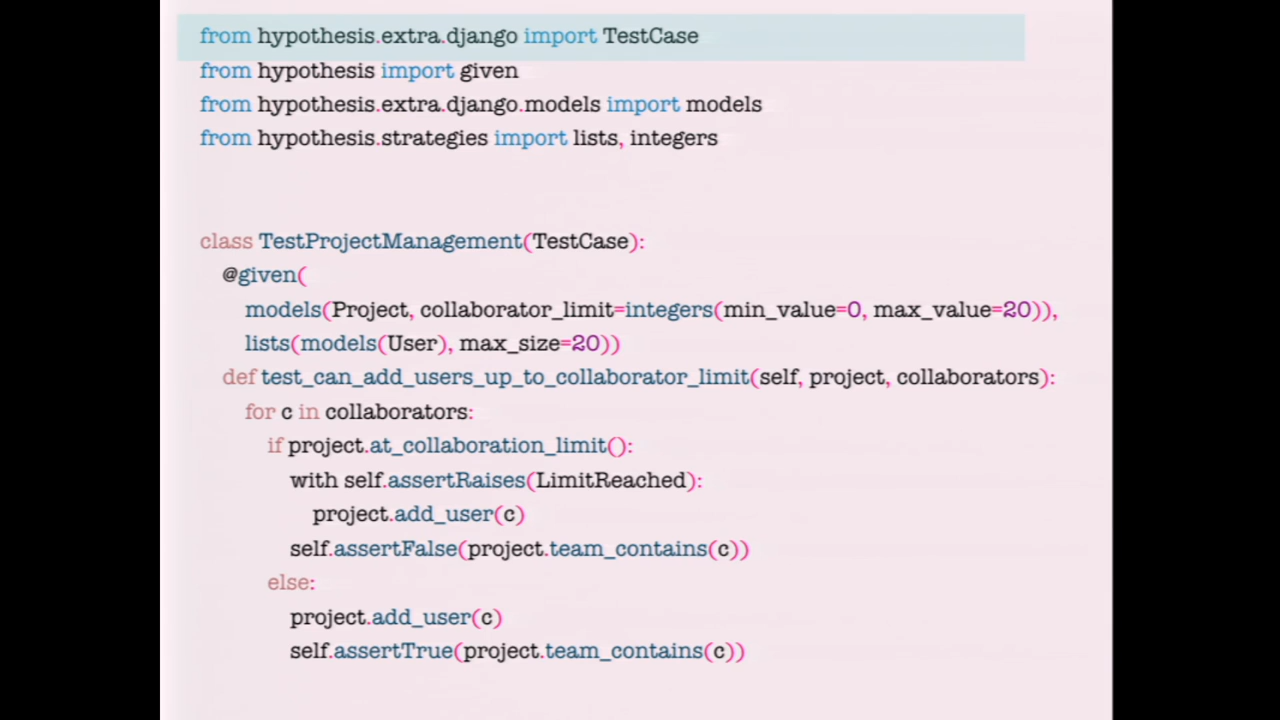 from hypothesis.extra.django import TestCase
from hypothesis import given
from hypothesis.extra.django.models import models
from hypothesis.strategies import lists, integers
class TestProjectManagement(TestCase):
@given(
models(Project, collaborator_limit=integers(min_value=0, max_value=20)),
lists(models(User), max_size=20))
def test_can_add_users_up_to_collaborator_limit(self, project, collaborators):
for c in collaborators:
if project.at_collaboration_limit():
with self.assertRaises(LimitReached):
project.add_user(c)
self.assertFalse(project.team_contains(c))
else:
project.add_user(c)
self.assertTrue(project.team_contains(c))